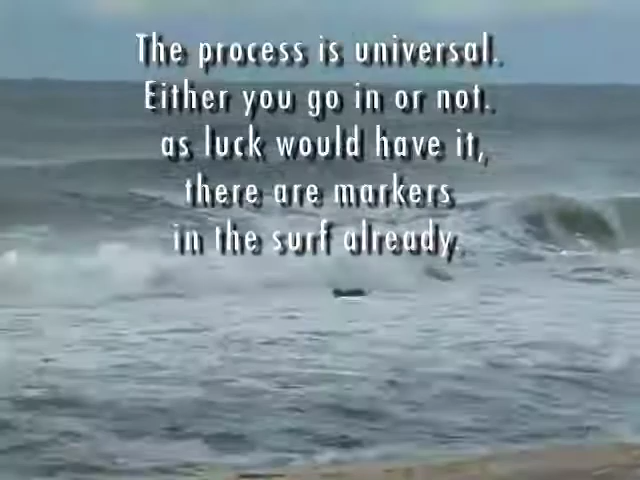 The process is universal.
Either you go in or not.
as luck would have it,
there are markers
in the surf already.